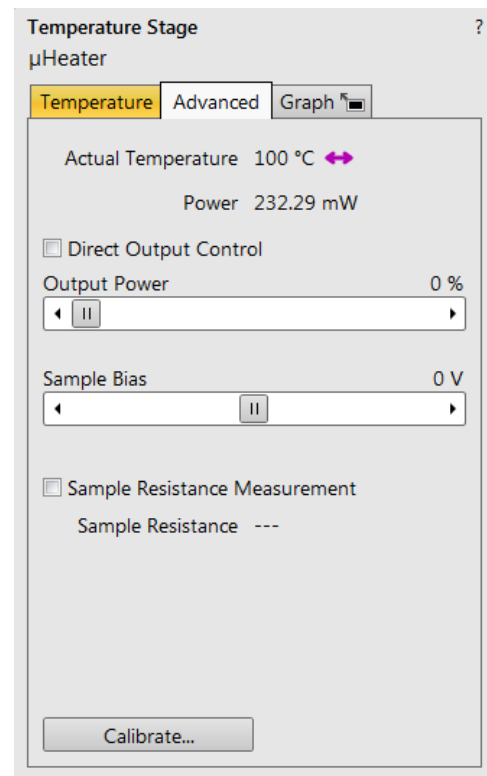 Temperature Stage ?
µHeater
Temperature Advanced Graph
Actual Temperature 100 °C
Power 232.29 mW
Direct Output Control
Output Power 0 %
Sample Bias 0 V
Sample Resistance Measurement
Sample Resistance ---
Calibrate...